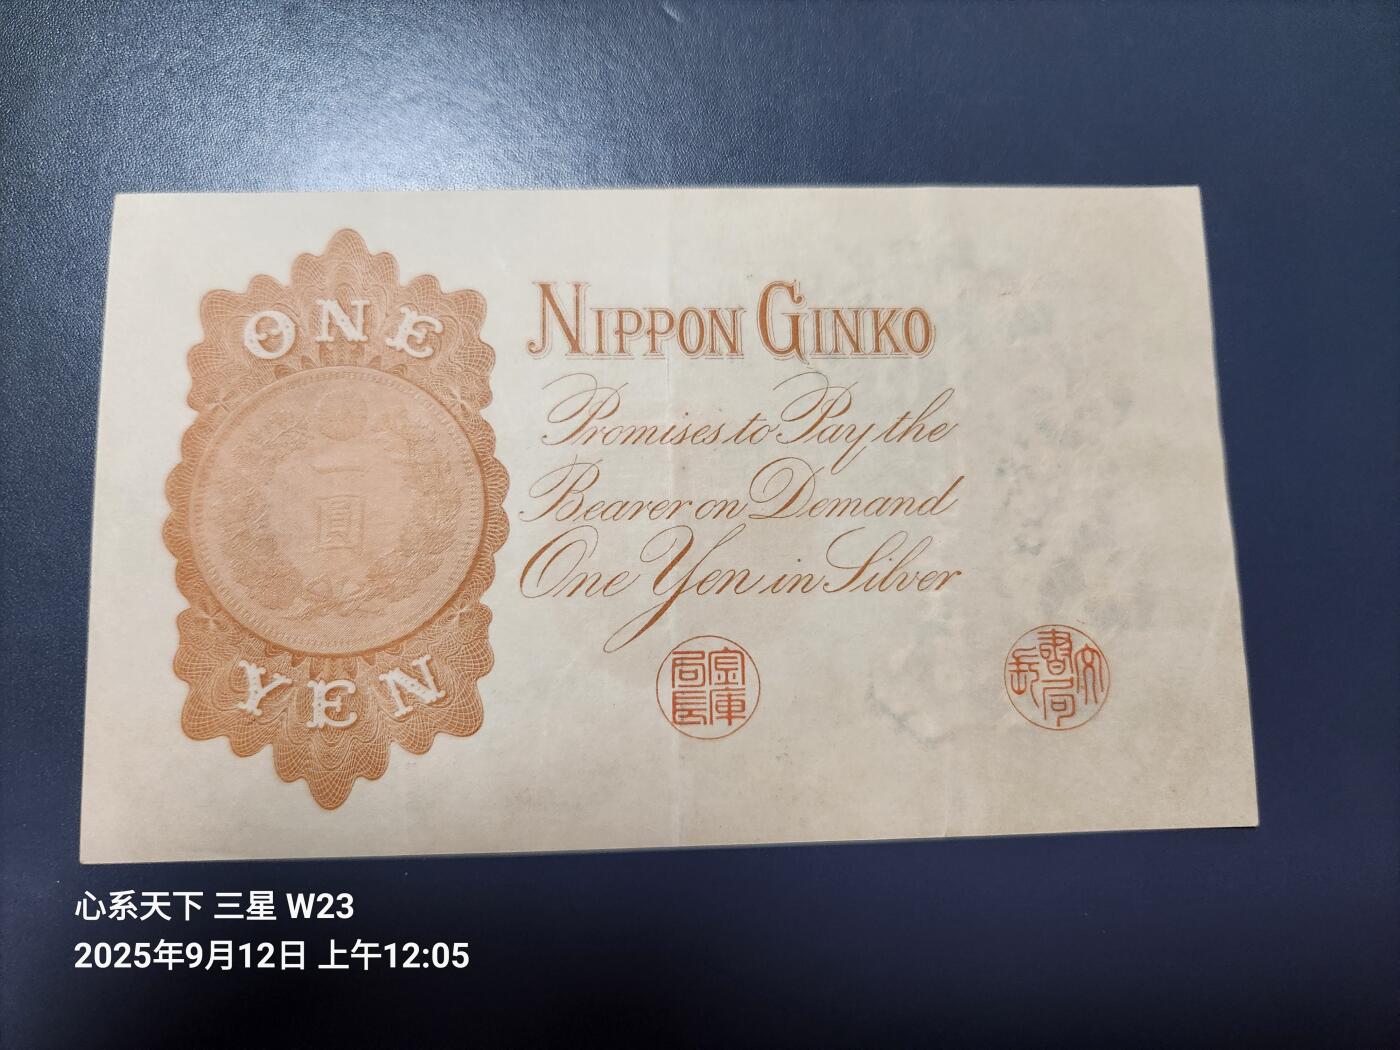 ONE
一圓
YEN
NIPPON GINKO
Promises to Pay the
Bearer on Demand
One Yen in Silver
金庫局長
文書局長
心系天下 三星 W23
2025年9月12日 上午12:05